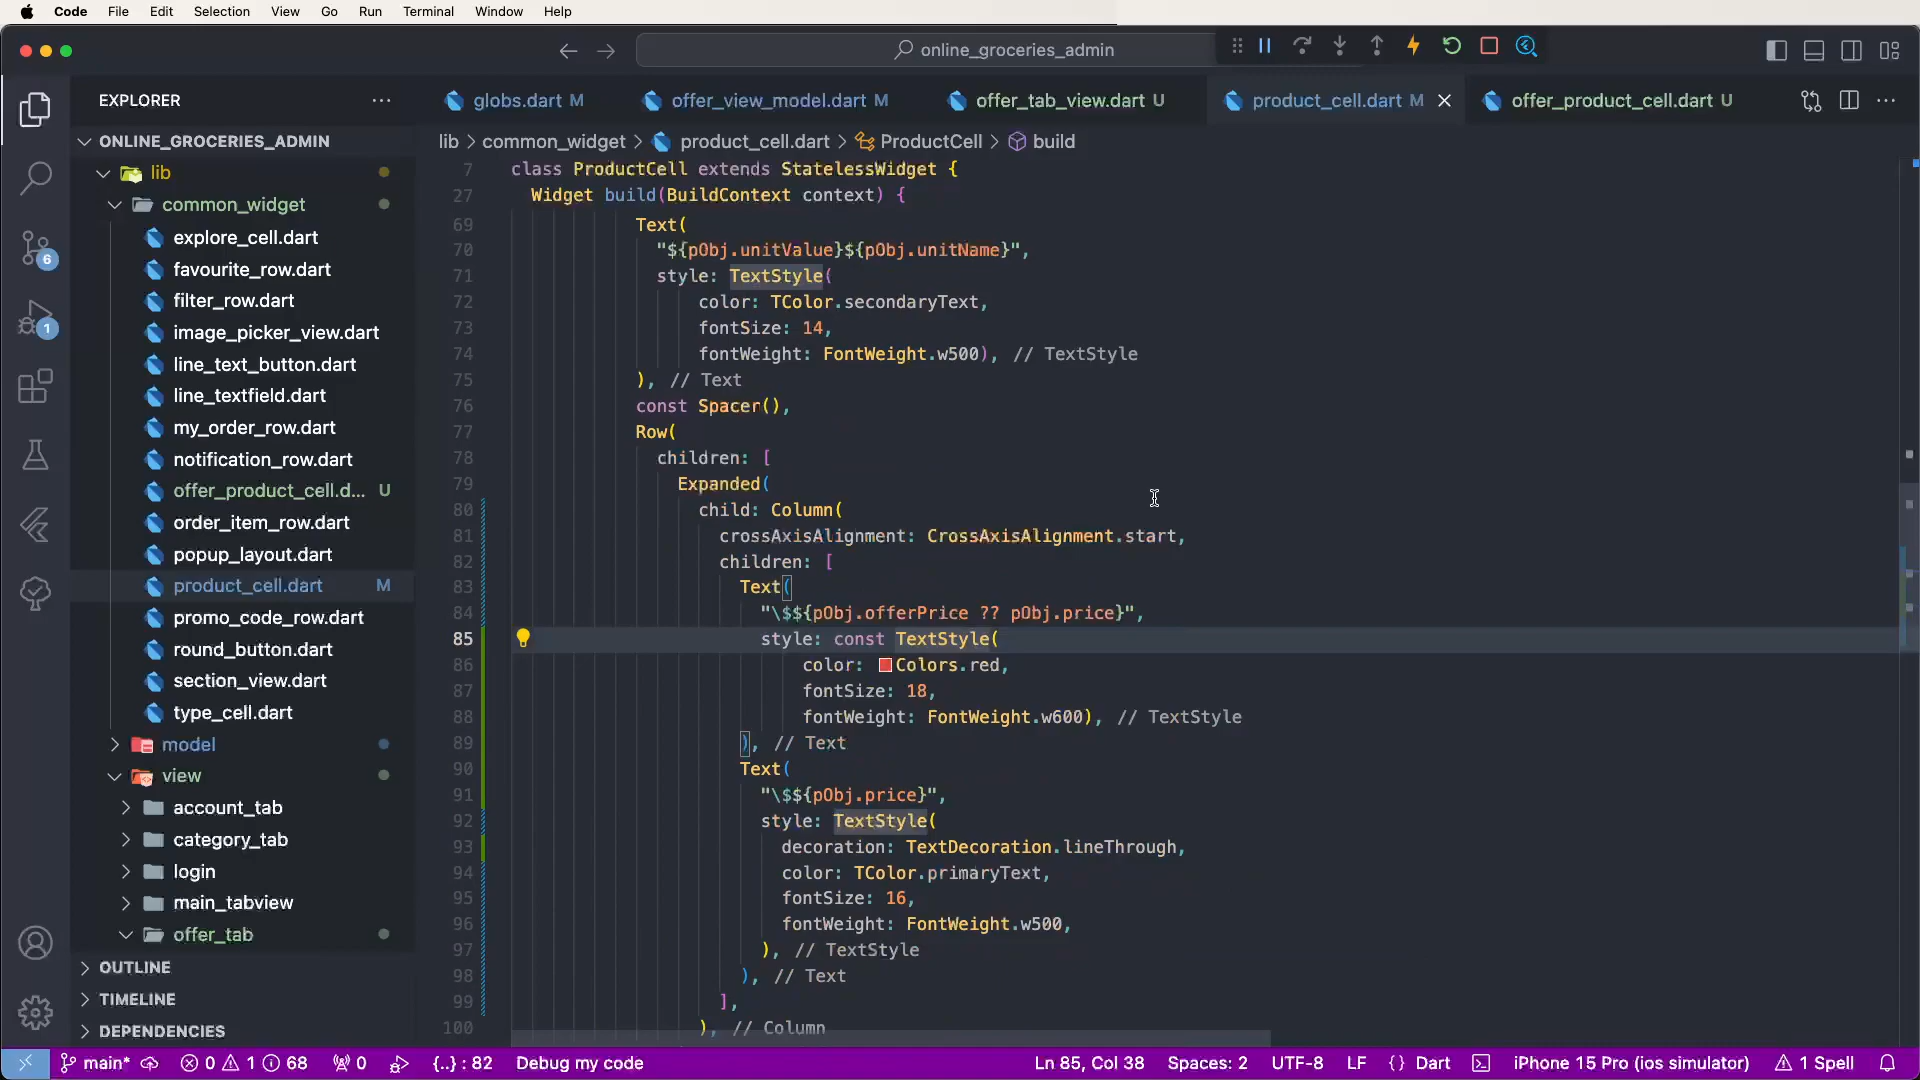 Code File Edit Selection View Go Run Terminal Window Help
online_groceries_admin
EXPLORER
globs.dart M
offer_view_model.dart M
offer_tab_view.dart U
product_cell.dart M
offer_product_cell.dart U
ONLINE_GROCERIES_ADMIN
lib > common_widget > product_cell.dart > ProductCell > build
lib
common_widget
explore_cell.dart
favourite_row.dart
filter_row.dart
image_picker_view.dart
line_text_button.dart
line_textfield.dart
my_order_row.dart
notification_row.dart
offer_product_cell.d... U
order_item_row.dart
popup_layout.dart
product_cell.dart M
promo_code_row.dart
round_button.dart
section_view.dart
type_cell.dart
model
view
account_tab
category_tab
login
main_tabview
offer_tab
OUTLINE
TIMELINE
DEPENDENCIES
6
1
7 class ProductCell extends StatelessWidget {
27 Widget build(BuildContext context) {
69 Text(
70 "${pObj.unitValue}${pObj.unitName}",
71 style: TextStyle(
72 color: TColor.secondaryText,
73 fontSize: 14,
74 fontWeight: FontWeight.w500), // TextStyle
75 ), // Text
76 const Spacer(),
77 Row(
78 children: [
79 Expanded(
80 child: Column(
81 crossAxisAlignment: CrossAxisAlignment.start,
82 children: [
83 Text(
84 "\$${pObj.offerPrice ?? pObj.price}",
85 style: const TextStyle(
86 color: Colors.red,
87 fontSize: 18,
88 fontWeight: FontWeight.w600), // TextStyle
89 ), // Text
90 Text(
91 "\$${pObj.price}",
92 style: TextStyle(
93 decoration: TextDecoration.lineThrough,
94 color: TColor.primaryText,
95 fontSize: 16,
96 fontWeight: FontWeight.w500,
97 ), // TextStyle
98 ), // Text
99 ],
100 ), // Column
main* 0 1 68 0 {..} : 82 Debug my code Ln 85, Col 38 Spaces: 2 UTF-8 LF { } Dart iPhone 15 Pro (ios simulator) 1 Spell